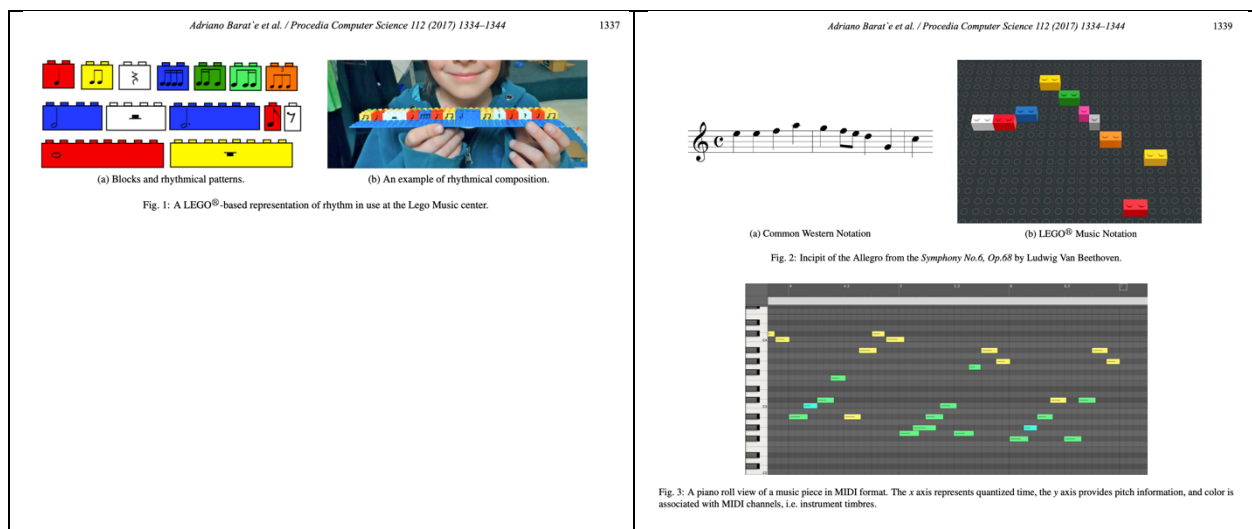 Adriano Barat`e et al. / Procedia Computer Science 112 (2017) 1334–1344 1337
(a) Blocks and rhythmical patterns.
(b) An example of rhythmical composition.
Fig. 1: A LEGO®-based representation of rhythm in use at the Lego Music center.
Adriano Barat`e et al. / Procedia Computer Science 112 (2017) 1334–1344 1339
(a) Common Western Notation
(b) LEGO® Music Notation
Fig. 2: Incipit of the Allegro from the Symphony No.6, Op.68 by Ludwig Van Beethoven.
Fig. 3: A piano roll view of a music piece in MIDI format. The x axis represents quantized time, the y axis provides pitch information, and color is
associated with MIDI channels, i.e. instrument timbres.